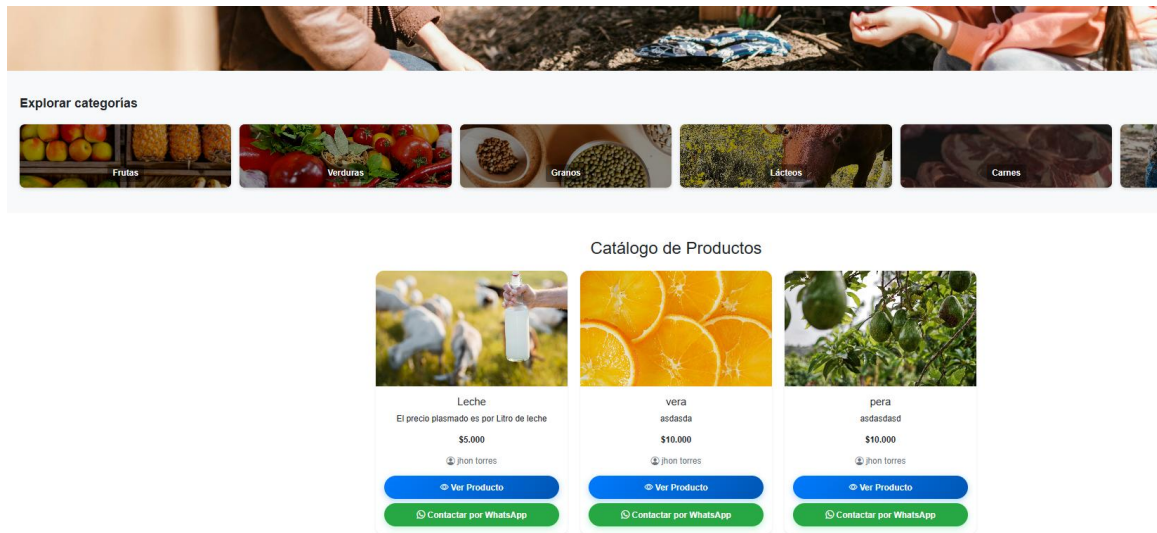 Explorar categorías
Frutas
Verduras
Granos
Lácteos
Carnes
Catálogo de Productos
Leche
El precio plasmado es por Litro de leche
$5.000
jhon torres
Ver Producto
Contactar por WhatsApp
vera
asdasda
$10.000
jhon torres
Ver Producto
Contactar por WhatsApp
pera
asdasdasd
$10.000
jhon torres
Ver Producto
Contactar por WhatsApp